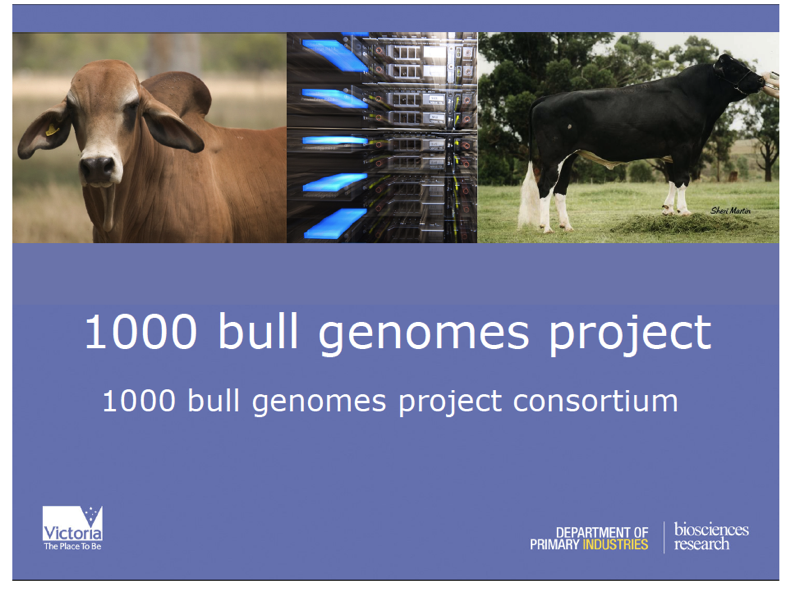 Sheri Martin
1000 bull genomes project
1000 bull genomes project consortium
Victoria
The Place To Be
DEPARTMENT OF
PRIMARY INDUSTRIES
biosciences
research